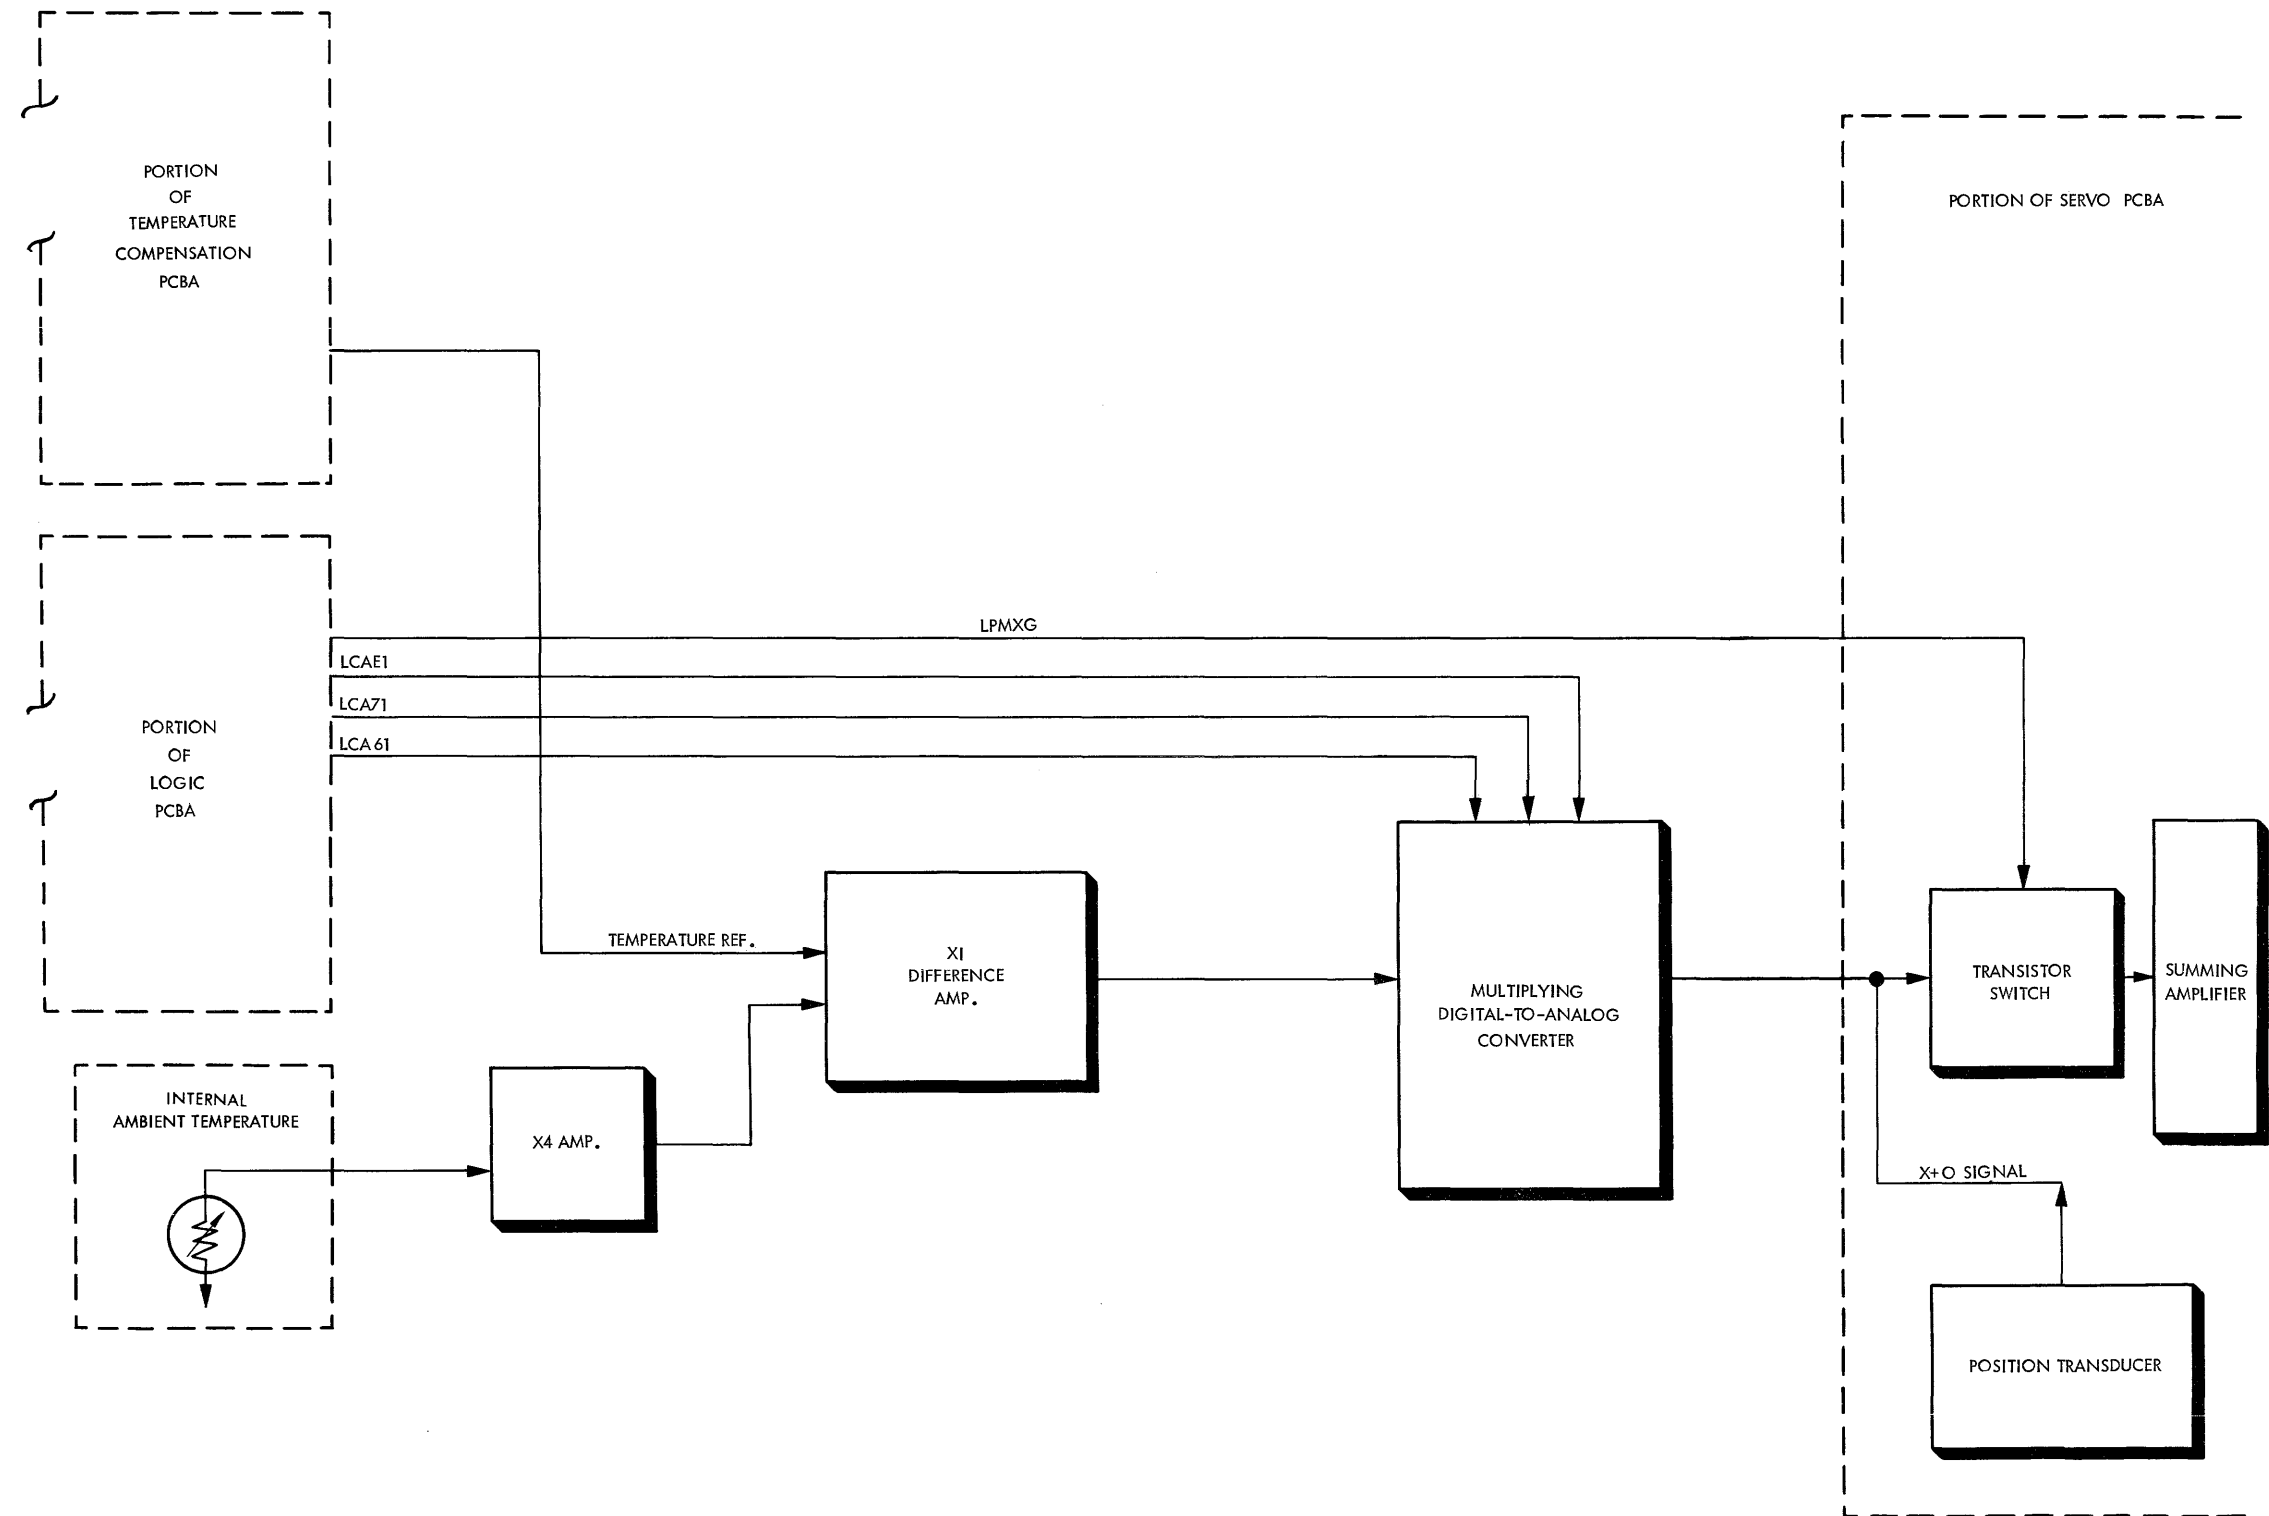 PORTION
OF
TEMPERATURE
COMPENSATION
PCBA
PORTION OF SERVO PCBA
LPMXG
LCAE1
LCA71
LCA61
PORTION
OF
LOGIC
PCBA
TEMPERATURE REF.
X1
DIFFERENCE
AMP.
MULTIPLYING
DIGITAL-TO-ANALOG
CONVERTER
TRANSISTOR
SWITCH
SUMMING
AMPLIFIER
INTERNAL
AMBIENT TEMPERATURE
X4 AMP.
X+O SIGNAL
POSITION TRANSDUCER